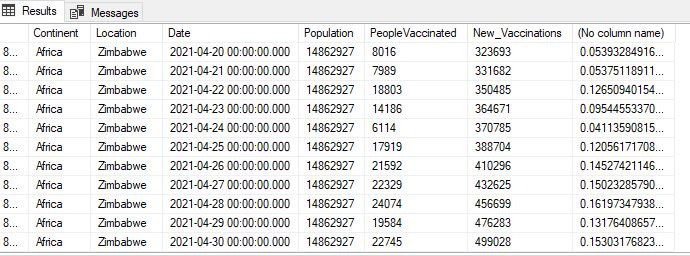 Results Messages
Continent Location Date Population PeopleVaccinated New_Vaccinations (No column name)
8... Africa Zimbabwe 2021-04-20 00:00:00.000 14862927 8016 323693 0.05393284916...
8... Africa Zimbabwe 2021-04-21 00:00:00.000 14862927 7989 331682 0.05375118911...
8... Africa Zimbabwe 2021-04-22 00:00:00.000 14862927 18803 350485 0.12650940154...
8... Africa Zimbabwe 2021-04-23 00:00:00.000 14862927 14186 364671 0.09544553370...
8... Africa Zimbabwe 2021-04-24 00:00:00.000 14862927 6114 370785 0.04113590815...
8... Africa Zimbabwe 2021-04-25 00:00:00.000 14862927 17919 388704 0.12056171708...
8... Africa Zimbabwe 2021-04-26 00:00:00.000 14862927 21592 410296 0.14527421146...
8... Africa Zimbabwe 2021-04-27 00:00:00.000 14862927 22329 432625 0.15023285790...
8... Africa Zimbabwe 2021-04-28 00:00:00.000 14862927 24074 456699 0.16197347938...
8... Africa Zimbabwe 2021-04-29 00:00:00.000 14862927 19584 476283 0.13176408657...
8... Africa Zimbabwe 2021-04-30 00:00:00.000 14862927 22745 499028 0.15303176823...